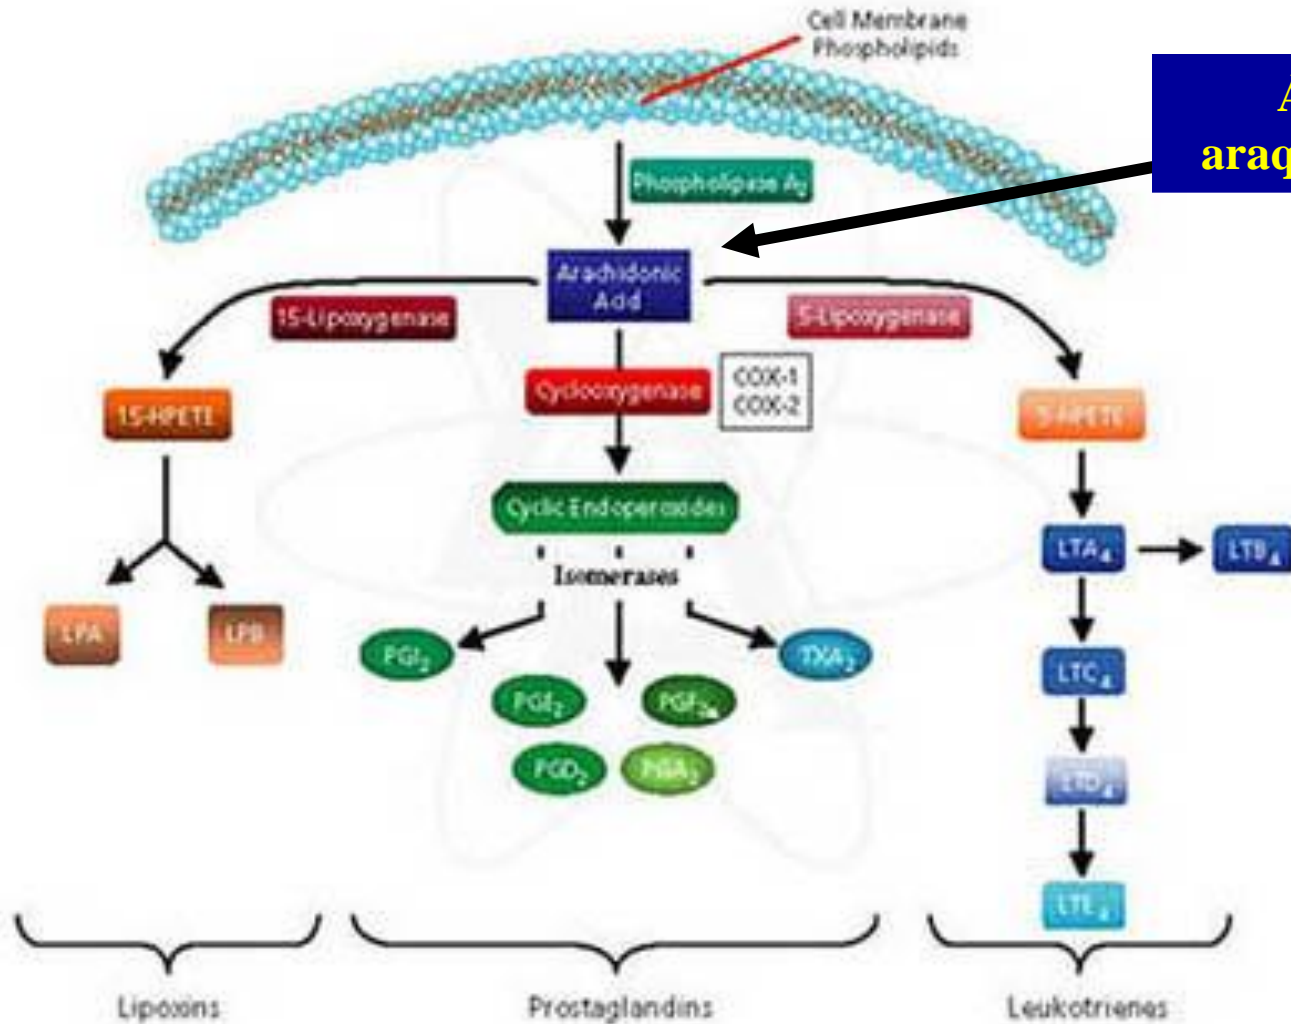 Cell Membrane
Phospholipids
A
araq
Phospholipase A2
Arachidonic
Acid
15-Lipoxygenase
5-Lipoxygenase
Cyclooxygenase
COX-1
COX-2
15-HPETE
5-HPETE
Cyclic Endoperoxides
LTA4
LTB4
Isomerases
LPA
LPB
PGI2
TXA2
LTC4
PGE2
PGF2α
PGD2
PGA2
LTD4
LTE4
Lipoxins
Prostaglandins
Leukotrienes